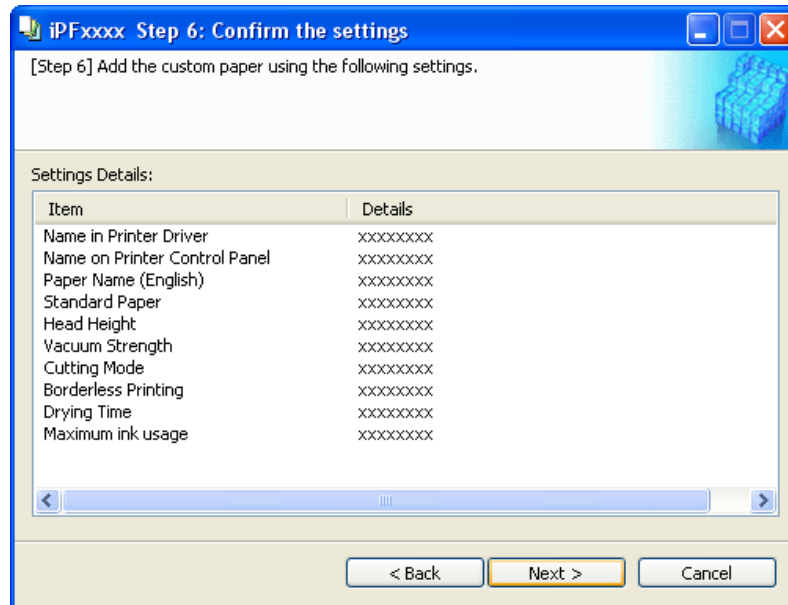 iPFxxxx Step 6: Confirm the settings
[Step 6] Add the custom paper using the following settings.
Settings Details:
Item Details
Name in Printer Driver xxxxxxxx
Name on Printer Control Panel xxxxxxxx
Paper Name (English) xxxxxxxx
Standard Paper xxxxxxxx
Head Height xxxxxxxx
Vacuum Strength xxxxxxxx
Cutting Mode xxxxxxxx
Borderless Printing xxxxxxxx
Drying Time xxxxxxxx
Maximum ink usage xxxxxxxx
< Back Next > Cancel